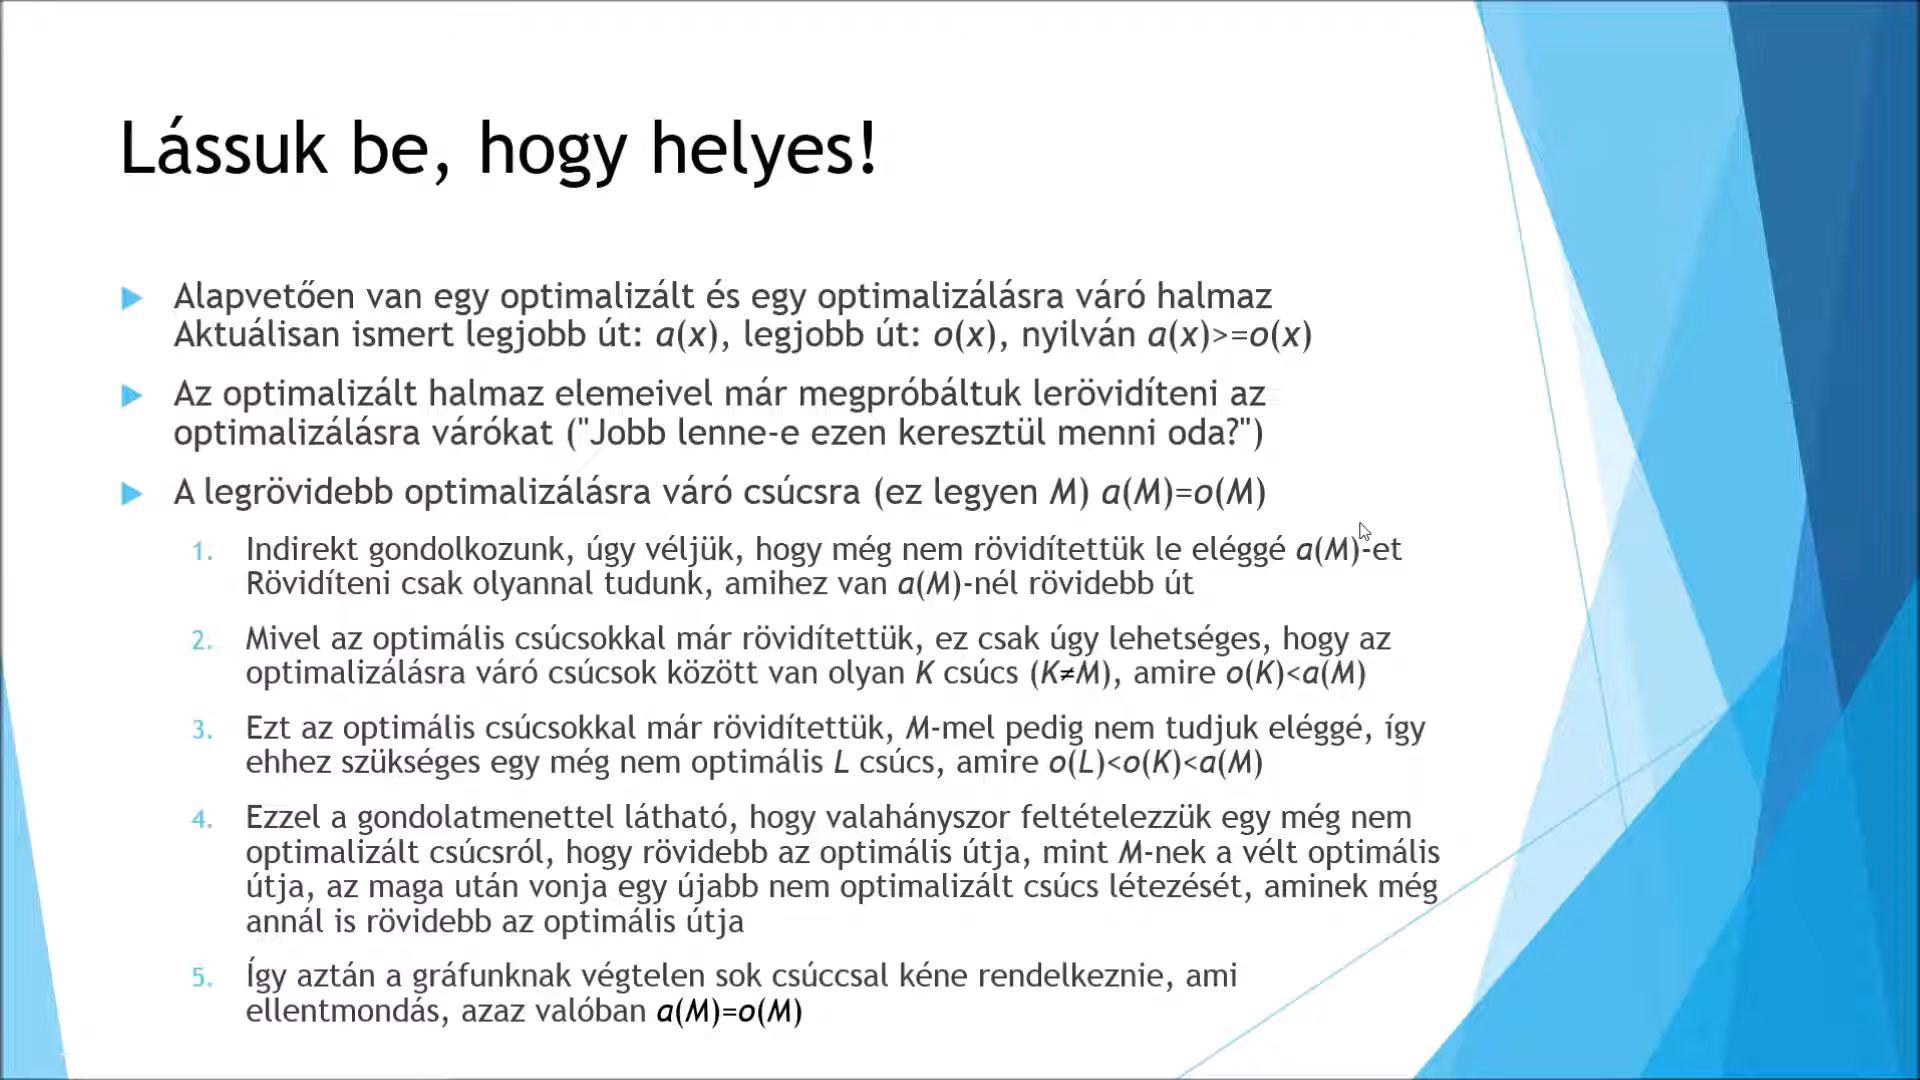 Lássuk be, hogy helyes!
Alapvetően van egy optimalizált és egy optimalizálásra váró halmaz
Aktuálisan ismert legjobb út: a(x), legjobb út: o(x), nyilván a(x)>=o(x)
Az optimalizált halmaz elemeivel már megpróbáltuk lerövidíteni az
optimalizálásra várókat ("Jobb lenne-e ezen keresztül menni oda?")
A legrövidebb optimalizálásra váró csúcsra (ez legyen M) a(M)=o(M)
1. Indirekt gondolkozunk, úgy véljük, hogy még nem rövidítettük le eléggé a(M)-et
Rövidíteni csak olyannal tudunk, amihez van a(M)-nél rövidebb út
2. Mivel az optimális csúcsokkal már rövidítettük, ez csak úgy lehetséges, hogy az
optimalizálásra váró csúcsok között van olyan K csúcs (K≠M), amire o(K)<a(M)
3. Ezt az optimális csúcsokkal már rövidítettük, M-mel pedig nem tudjuk eléggé, így
ehhez szükséges egy még nem optimális L csúcs, amire o(L)<o(K)<a(M)
4. Ezzel a gondolatmenettel látható, hogy valahányszor feltételezzük egy még nem
optimalizált csúcsról, hogy rövidebb az optimális útja, mint M-nek a vélt optimális
útja, az maga után vonja egy újabb nem optimalizált csúcs létezését, aminek még
annál is rövidebb az optimális útja
5. Így aztán a gráfunknak végtelen sok csúccsal kéne rendelkeznie, ami
ellentmondás, azaz valóban a(M)=o(M)